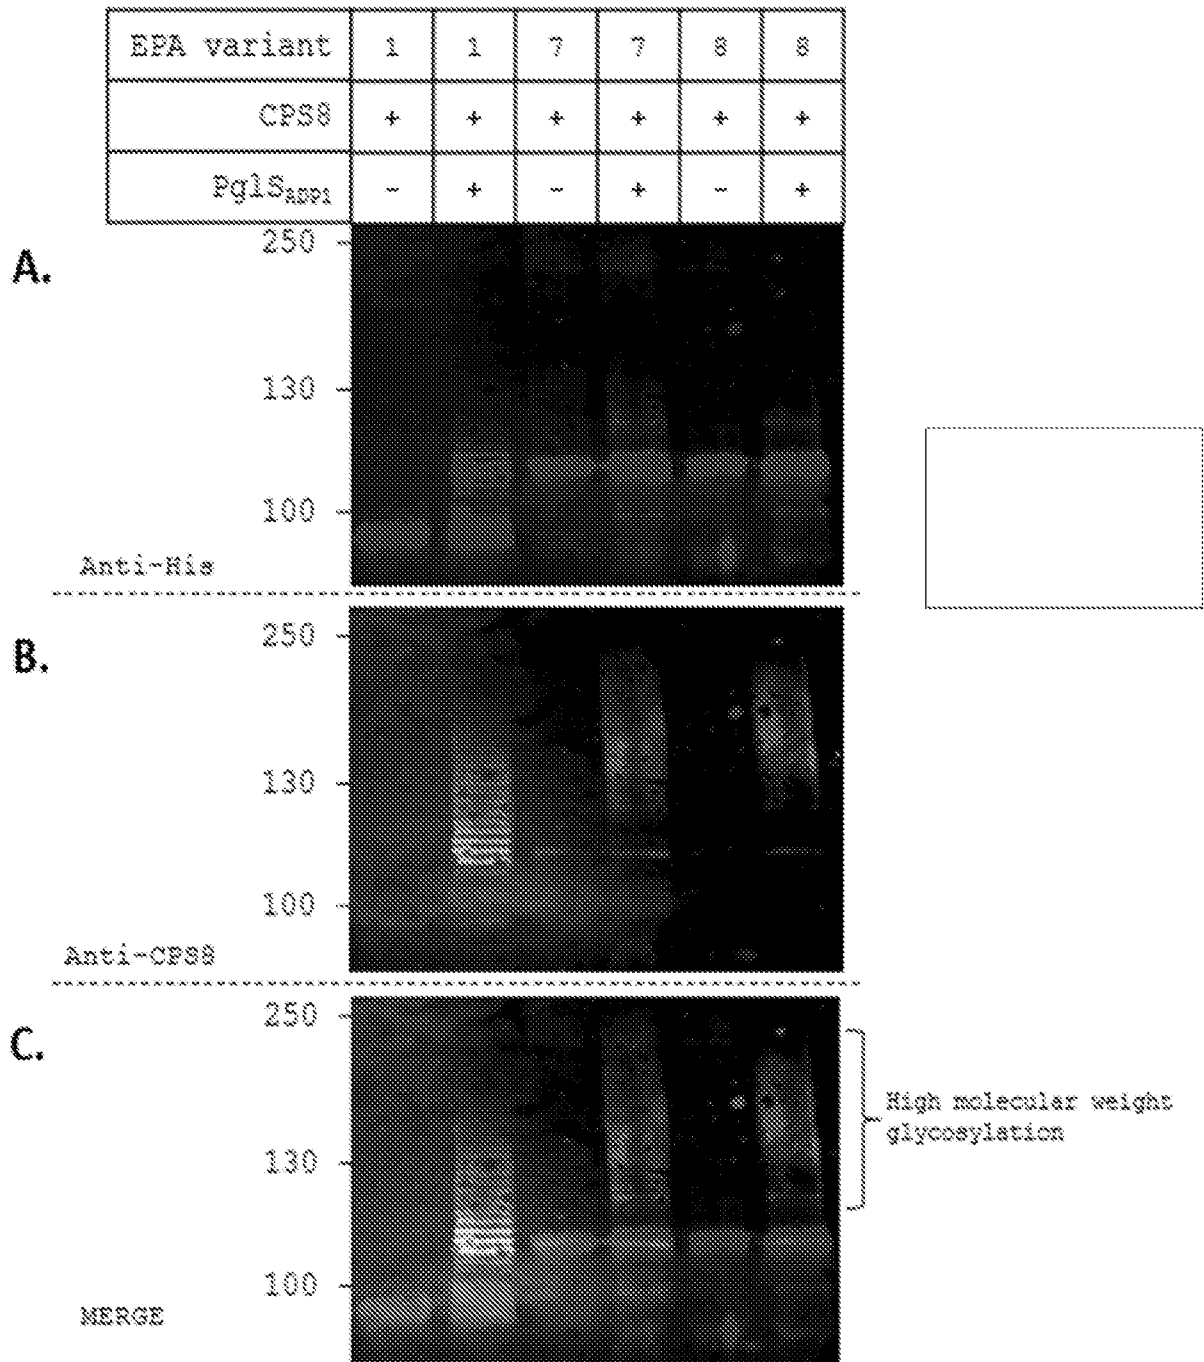 EPA variant 1 1 7 7 8 8
CPS8 + + + + + +
PglS_ADP1 - + - + - +
A.
250
130
100
Anti-His
B.
250
130
100
Anti-CPS8
C.
250
130
100
MERGE
High molecular weight
glycosylation